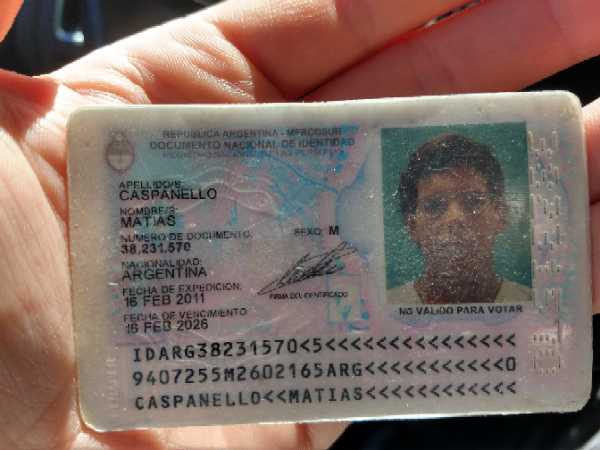 REPUBLICA ARGENTINA - MERCOSUR
DOCUMENTO NACIONAL DE IDENTIDAD
APELLIDO/S:
CASPANELLO
NOMBRE/S:
MATIAS
NUMERO DE DOCUMENTO: SEXO: M
38.231.570
NACIONALIDAD:
ARGENTINA
FECHA DE EXPEDICION:
16 FEB 2011
FIRMA DEL IDENTIFICADO
FECHA DE VENCIMIENTO
16 FEB 2026
NO VALIDO PARA VOTAR
IDARG38231570<5<<<<<<<<<<<<<<<
9407255M2602165ARG<<<<<<<<<<<0
CASPANELLO<<MATIAS<<<<<<<<<<<<